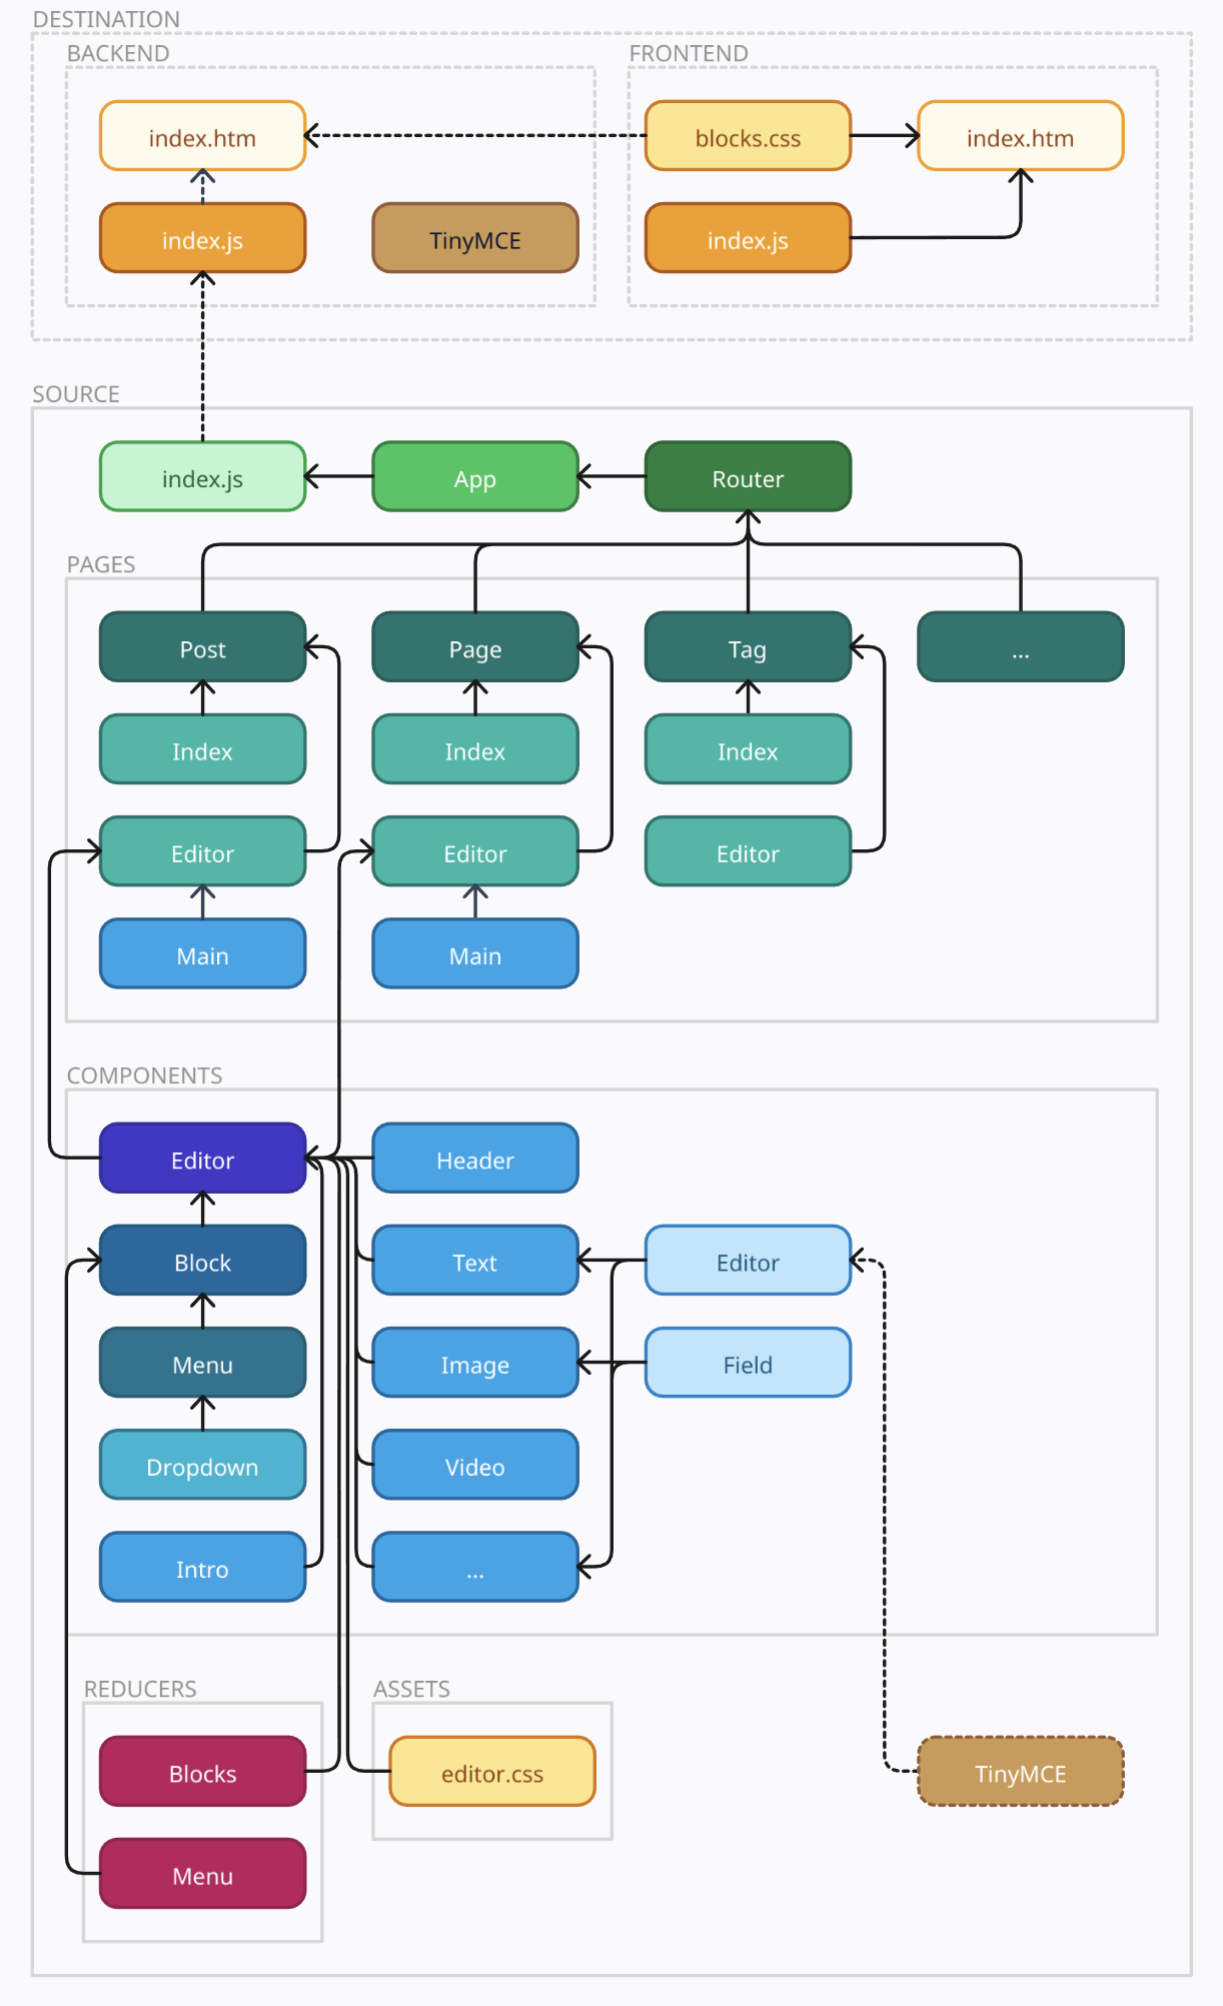 DESTINATION
BACKEND
FRONTEND
index.htm
blocks.css
index.htm
index.js
TinyMCE
index.js
SOURCE
index.js
App
Router
PAGES
Post
Page
Tag
...
Index
Index
Index
Editor
Editor
Editor
Main
Main
COMPONENTS
Editor
Header
Block
Text
Editor
Menu
Image
Field
Dropdown
Video
Intro
...
REDUCERS
ASSETS
Blocks
editor.css
TinyMCE
Menu